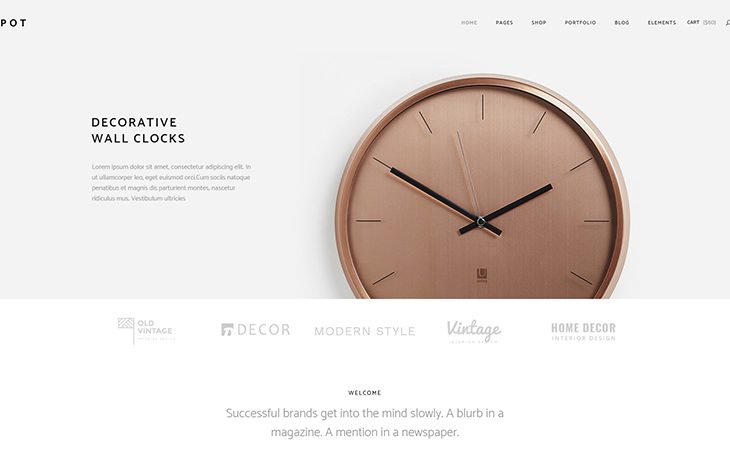 POT
HOME
PAGES
SHOP
PORTFOLIO
BLOG
ELEMENTS
CART ($60)
DECORATIVE
WALL CLOCKS
Lorem ipsum dolor sit amet, consectetur adipiscing elit. In
ut ullamcorper leo, eget euismod orci.Cum sociis natoque
penatibus et magnis dis parturient montes, nascetur
ridiculus mus. Vestibulum ultricies
OLD
VINTAGE
DECOR
MODERN STYLE
Vintage
INTERIOR DESIGN
HOME DECOR
INTERIOR DESIGN
WELCOME
Successful brands get into the mind slowly. A blurb in a
magazine. A mention in a newspaper.